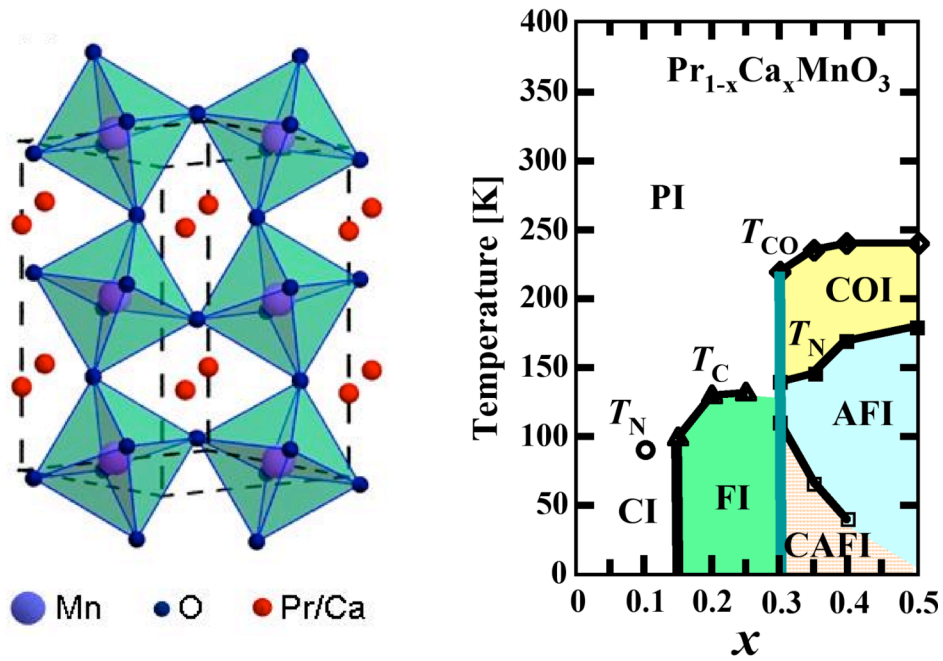 Mn O Pr/Ca
Pr1-xCaxMnO3
Temperature [K]
400
350
300
250
200
150
100
50
0
PI
TCO
COI
TN
TC
TN
AFI
FI
CI
CAFI
0 0.1 0.2 0.3 0.4 0.5
x